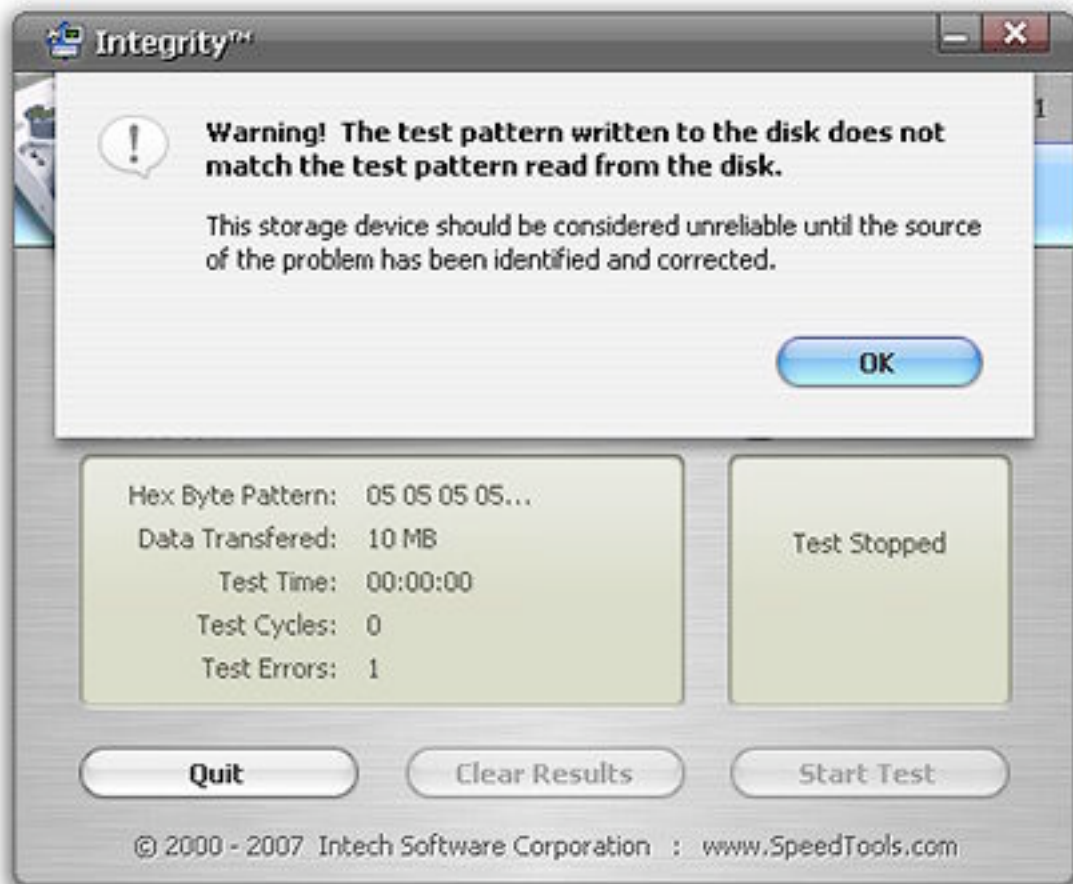 Integrity™
Warning! The test pattern written to the disk does not
match the test pattern read from the disk.
This storage device should be considered unreliable until the source
of the problem has been identified and corrected.
OK
Hex Byte Pattern: 05 05 05 05...
Data Transfered: 10 MB
Test Time: 00:00:00
Test Cycles: 0
Test Errors: 1
Test Stopped
Quit
Clear Results
Start Test
© 2000 - 2007 Intech Software Corporation : www.SpeedTools.com